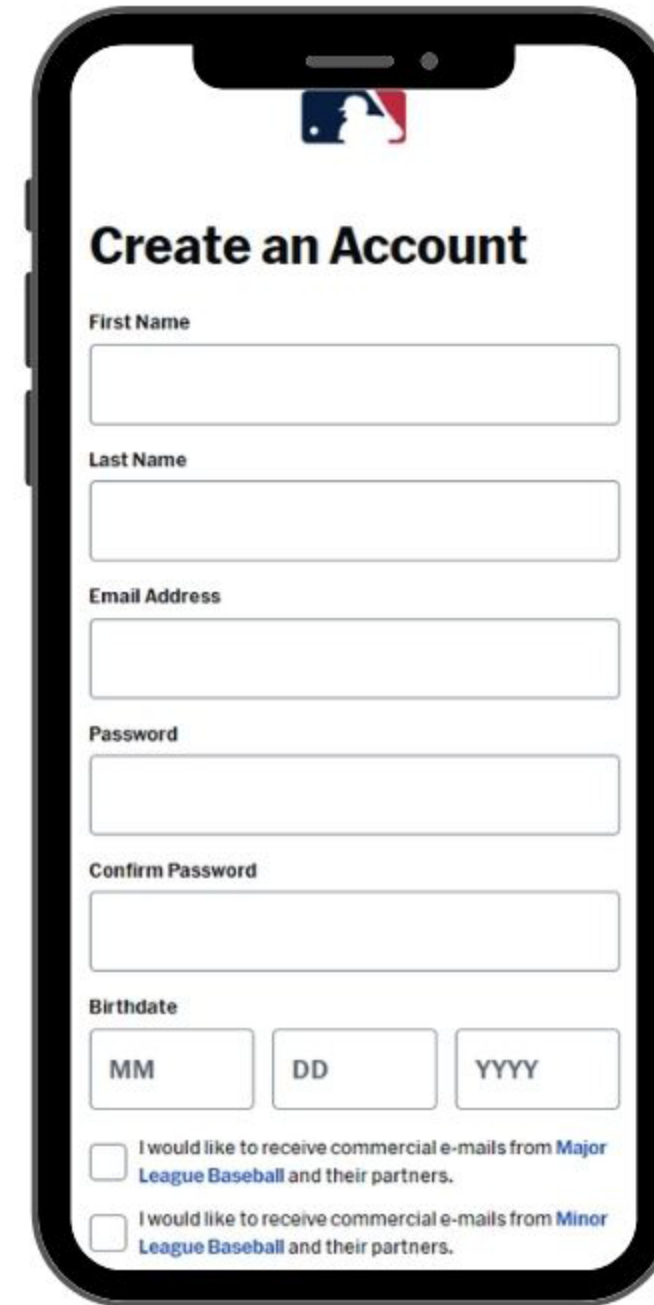 Create an Account
First Name
Last Name
Email Address
Password
Confirm Password
Birthdate
MM DD YYYY
I would like to receive commercial e-mails from Major
League Baseball and their partners.
I would like to receive commercial e-mails from Minor
League Baseball and their partners.